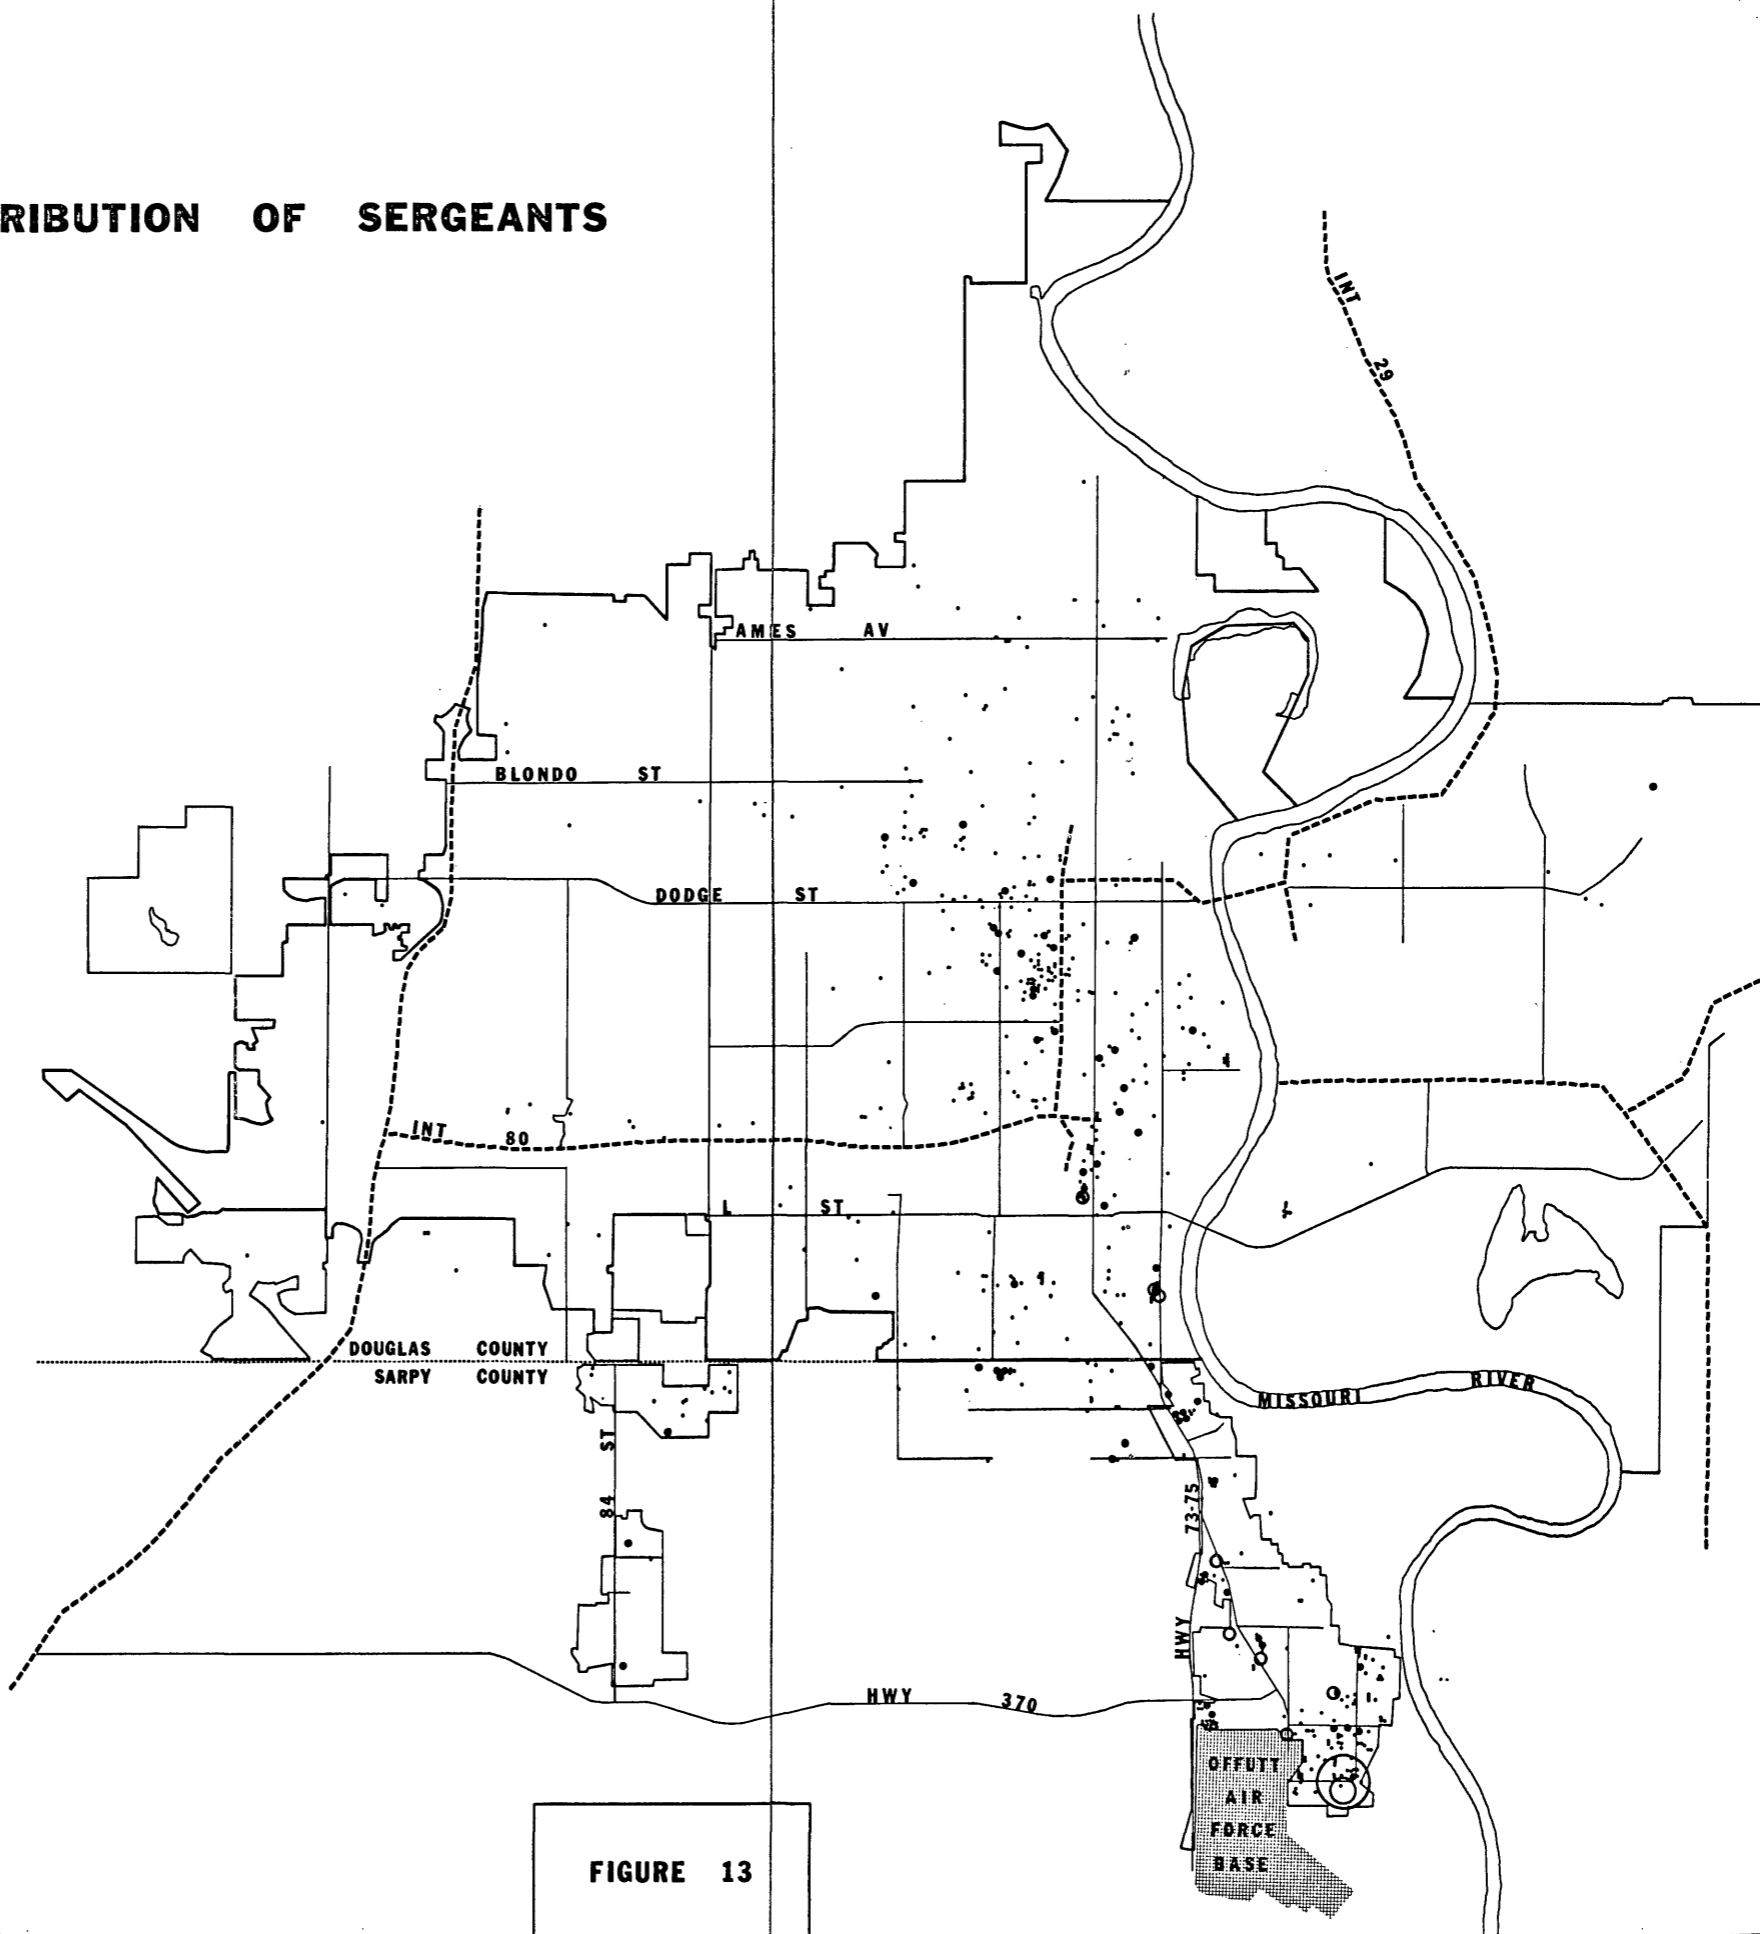 RIBUTION OF SERGEANTS
INT
29
AMES AV
BLONDO ST
DODGE ST
INT 80
L ST
DOUGLAS COUNTY
SARPY COUNTY
MISSOURI RIVER
84 ST
HWY 73-75
HWY 370
OFFUTT
AIR
FORCE
BASE
FIGURE 13